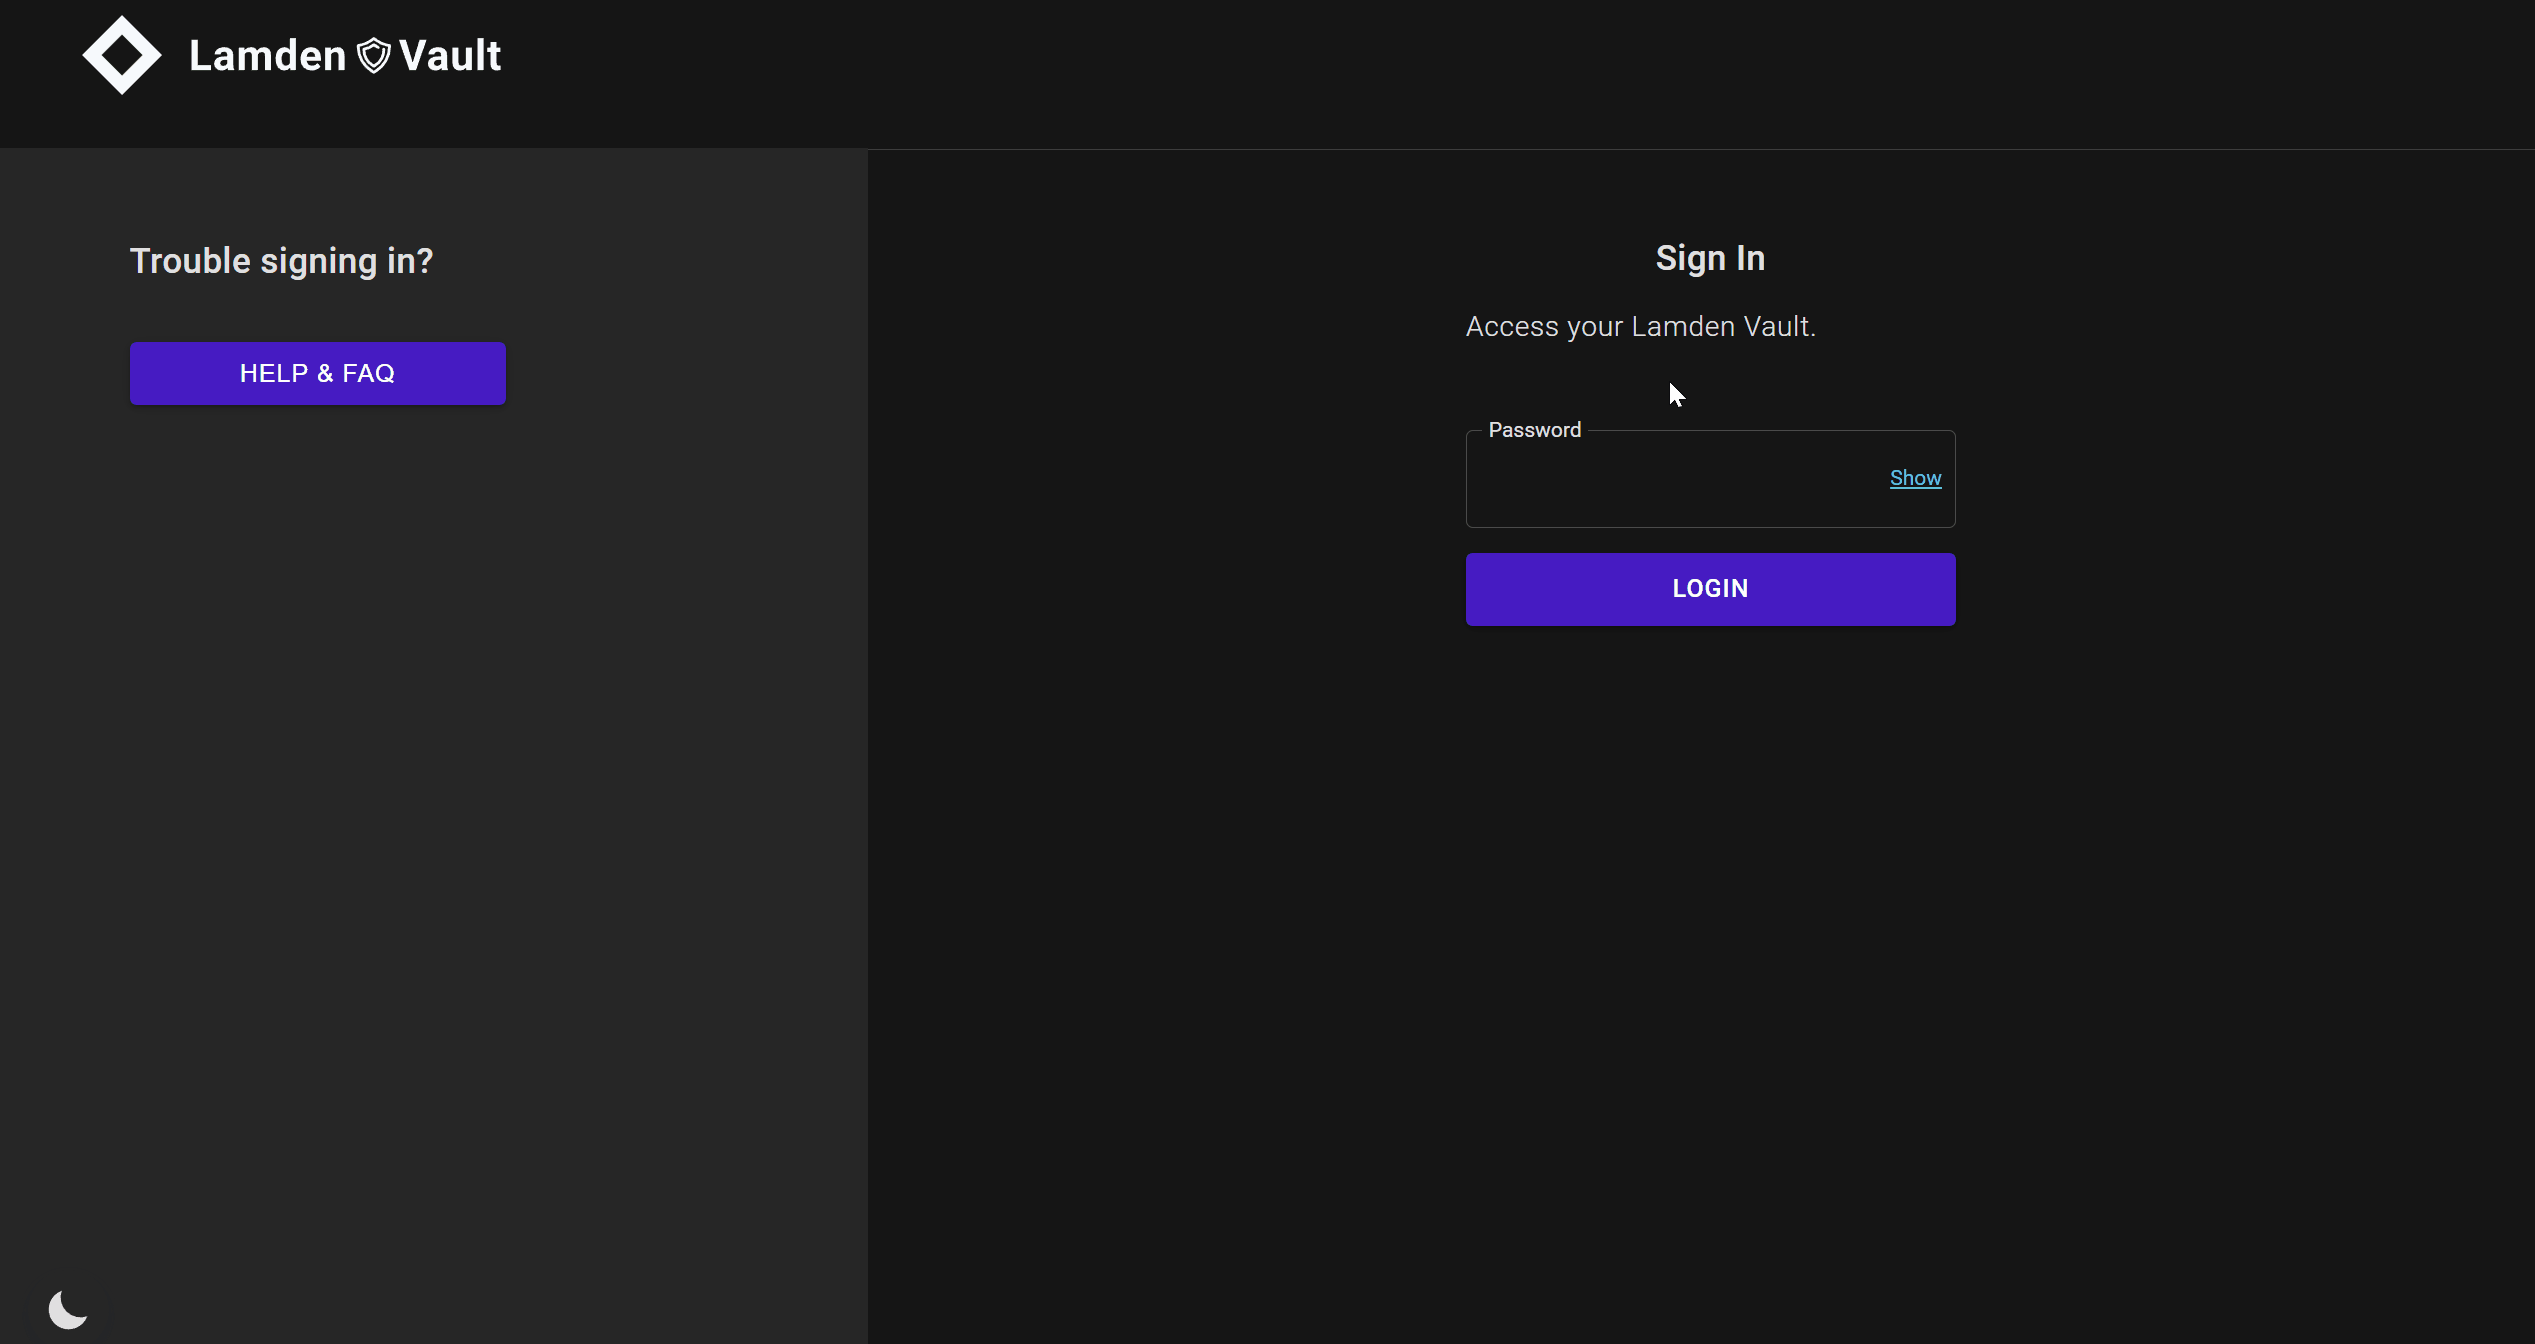 Lamden Vault
Trouble signing in?
HELP & FAQ
Sign In
Access your Lamden Vault.
Password
Show
LOGIN